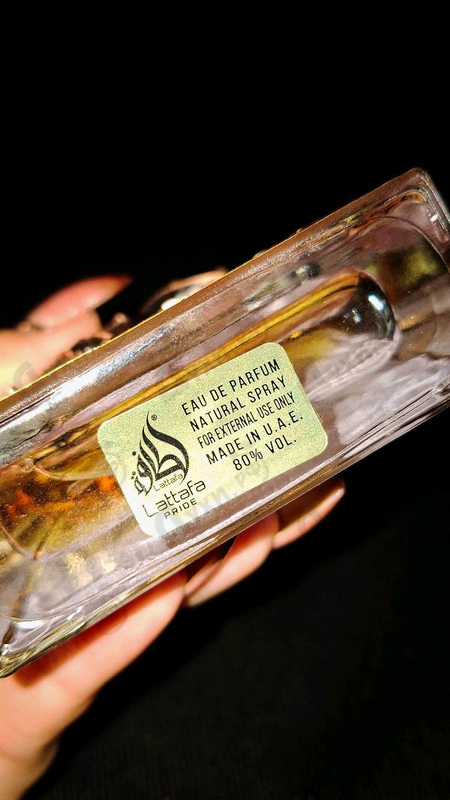 EAU DE PARFUM
NATURAL SPRAY
FOR EXTERNAL USE ONLY
MADE IN U.A.E.
80% VOL.
®
لطافة
Lattafa
Lattafa
PRIDE